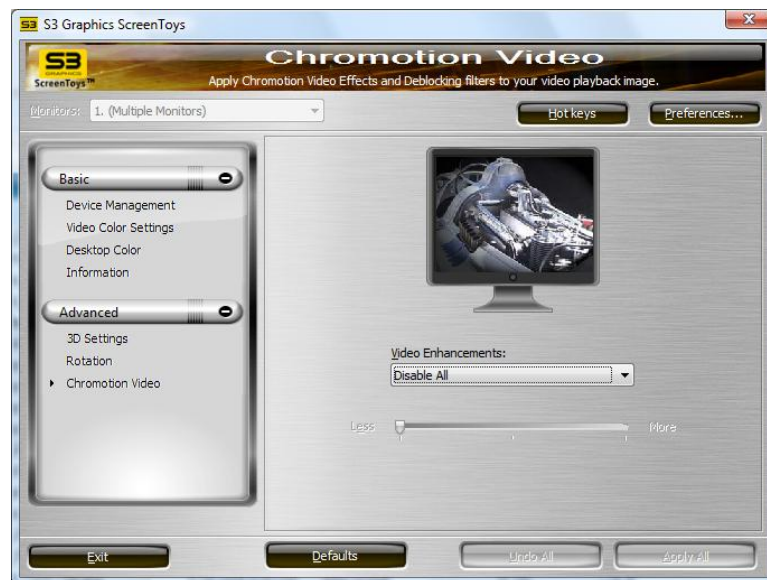 S3 Graphics ScreenToys
S3
GRAPHICS
ScreenToys™
Chromotion Video
Apply Chromotion Video Effects and Deblocking filters to your video playback image.
Monitors:
1. (Multiple Monitors)
Hot keys
Preferences...
Basic
Device Management
Video Color Settings
Desktop Color
Information
Advanced
3D Settings
Rotation
Chromotion Video
Video Enhancements:
Disable All
Less
More
Exit
Defaults
Undo All
Apply All